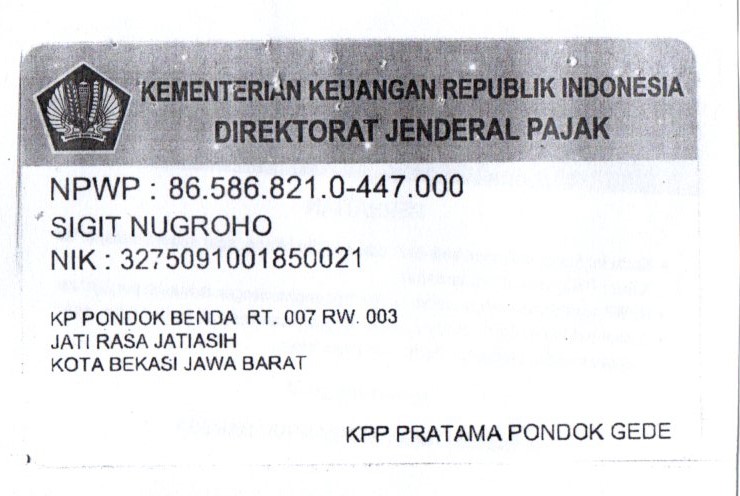 KEMENTERIAN KEUANGAN REPUBLIK INDONESIA
DIREKTORAT JENDERAL PAJAK
NPWP : 86.586.821.0-447.000
SIGIT NUGROHO
NIK : 3275091001850021
KP PONDOK BENDA RT. 007 RW. 003
JATI RASA JATIASIH
KOTA BEKASI JAWA BARAT
KPP PRATAMA PONDOK GEDE